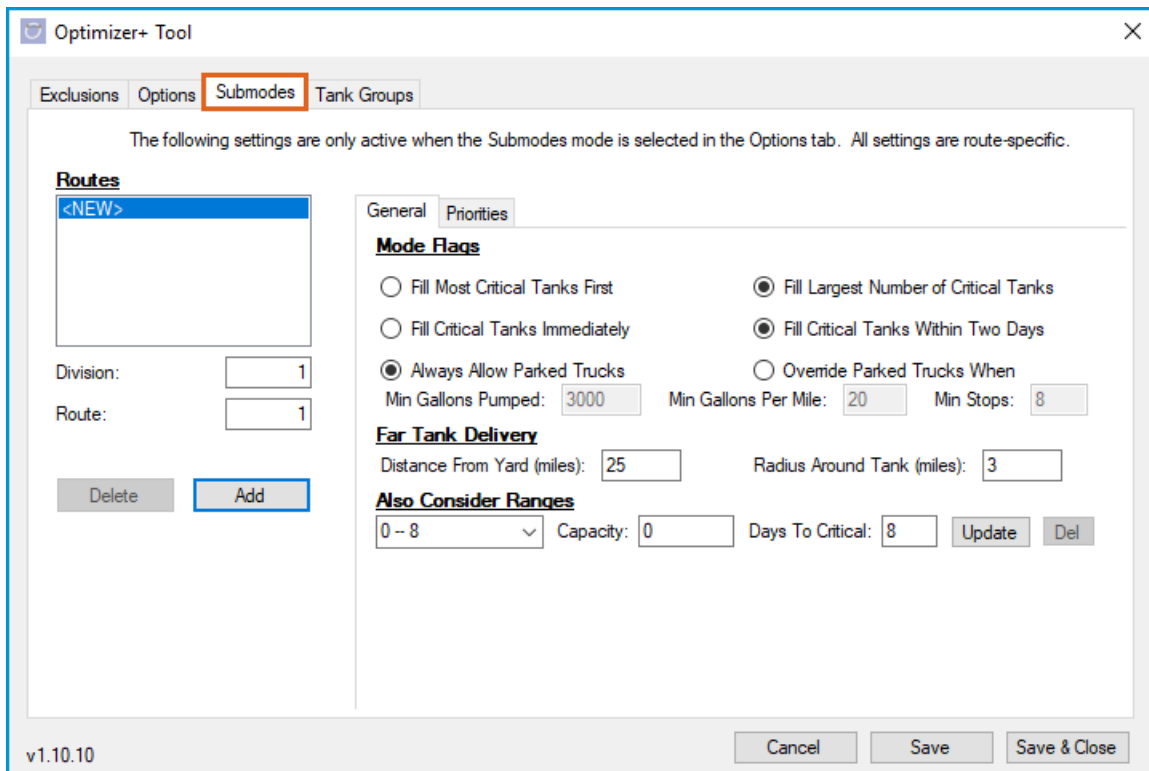 Optimizer+ Tool
Exclusions Options Submodes Tank Groups
The following settings are only active when the Submodes mode is selected in the Options tab. All settings are route-specific.
Routes
<NEW>
Division: 1
Route: 1
Delete Add
General Priorities
Mode Flags
Fill Most Critical Tanks First Fill Largest Number of Critical Tanks
Fill Critical Tanks Immediately Fill Critical Tanks Within Two Days
Always Allow Parked Trucks Override Parked Trucks When
Min Gallons Pumped: 3000 Min Gallons Per Mile: 20 Min Stops: 8
Far Tank Delivery
Distance From Yard (miles): 25 Radius Around Tank (miles): 3
Also Consider Ranges
0 -- 8 Capacity: 0 Days To Critical: 8 Update Del
v1.10.10
Cancel Save Save & Close